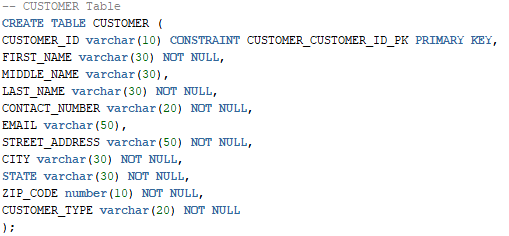 -- CUSTOMER Table
CREATE TABLE CUSTOMER (
CUSTOMER_ID varchar(10) CONSTRAINT CUSTOMER_CUSTOMER_ID_PK PRIMARY KEY,
FIRST_NAME varchar(30) NOT NULL,
MIDDLE_NAME varchar(30),
LAST_NAME varchar(30) NOT NULL,
CONTACT_NUMBER varchar(20) NOT NULL,
EMAIL varchar(50),
STREET_ADDRESS varchar(50) NOT NULL,
CITY varchar(30) NOT NULL,
STATE varchar(30) NOT NULL,
ZIP_CODE number(10) NOT NULL,
CUSTOMER_TYPE varchar(20) NOT NULL
);